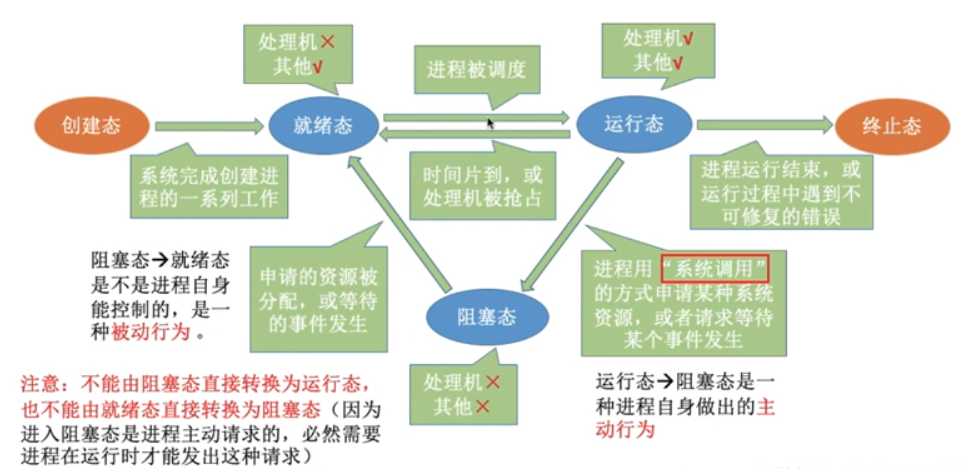 处理机×
其他√
进程被调度
处理机√
其他√
创建态
就绪态
运行态
终止态
系统完成创建进
程的一系列工作
时间片到，或
处理机被抢占
进程运行结束，或
运行过程中遇到不
可修复的错误
阻塞态→就绪态
是不是进程自身
能控制的，是一
种被动行为。
申请的资源被
分配，或等待
的事件发生
阻塞态
进程用“系统调用”
的方式申请某种系统
资源，或者请求等待
某个事件发生
处理机×
其他×
注意：不能由阻塞态直接转换为运行态，
也不能由就绪态直接转换为阻塞态（因为
进入阻塞态是进程主动请求的，必然需要
进程在运行时才能发出这种请求）
运行态→阻塞态是一
种进程自身做出的主
动行为